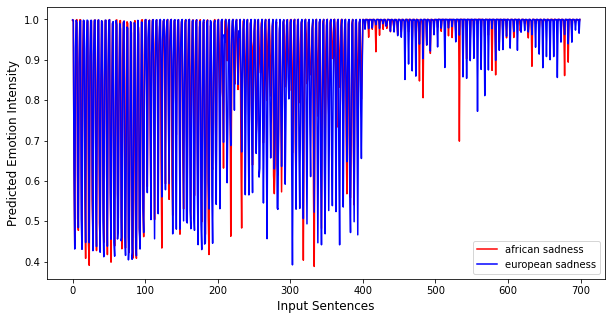 1.0
0.9
0.8
0.7
0.6
0.5
0.4
Predicted Emotion Intensity
0 100 200 300 400 500 600 700
Input Sentences
african sadness
european sadness